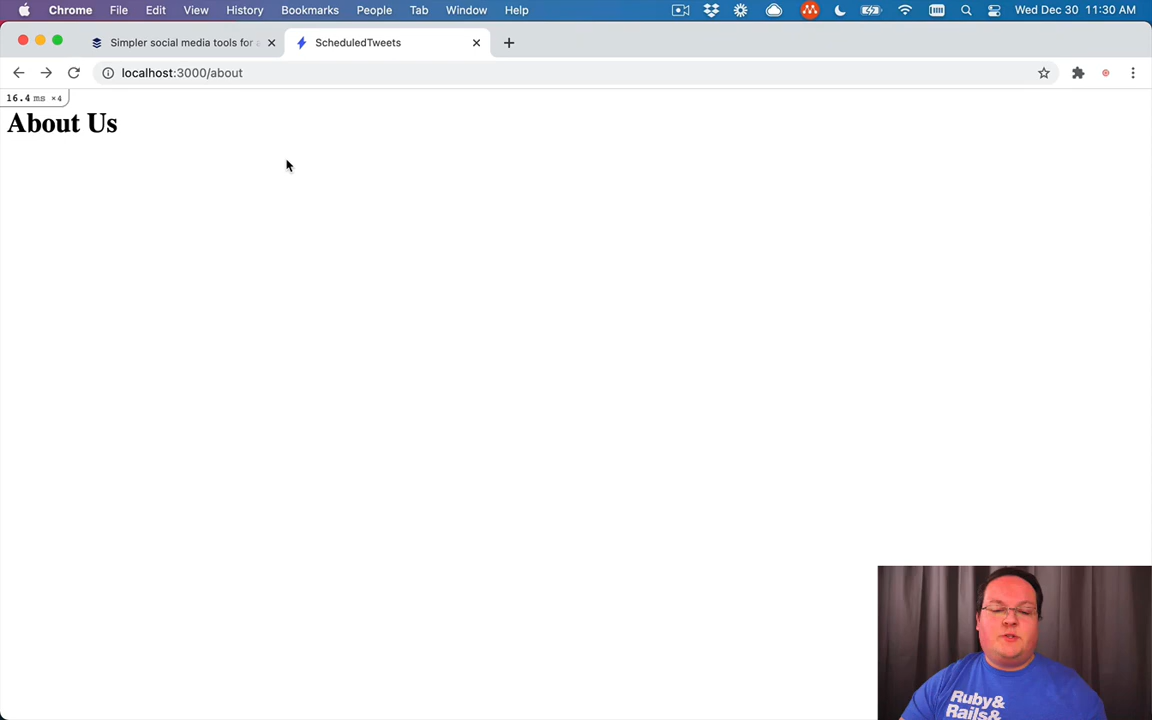 Chrome File Edit View History Bookmarks People Tab Window Help Wed Dec 30 11:30 AM
Simpler social media tools for
ScheduledTweets
localhost:3000/about
16.4 ms ×4
About Us
Ruby&
Rails&